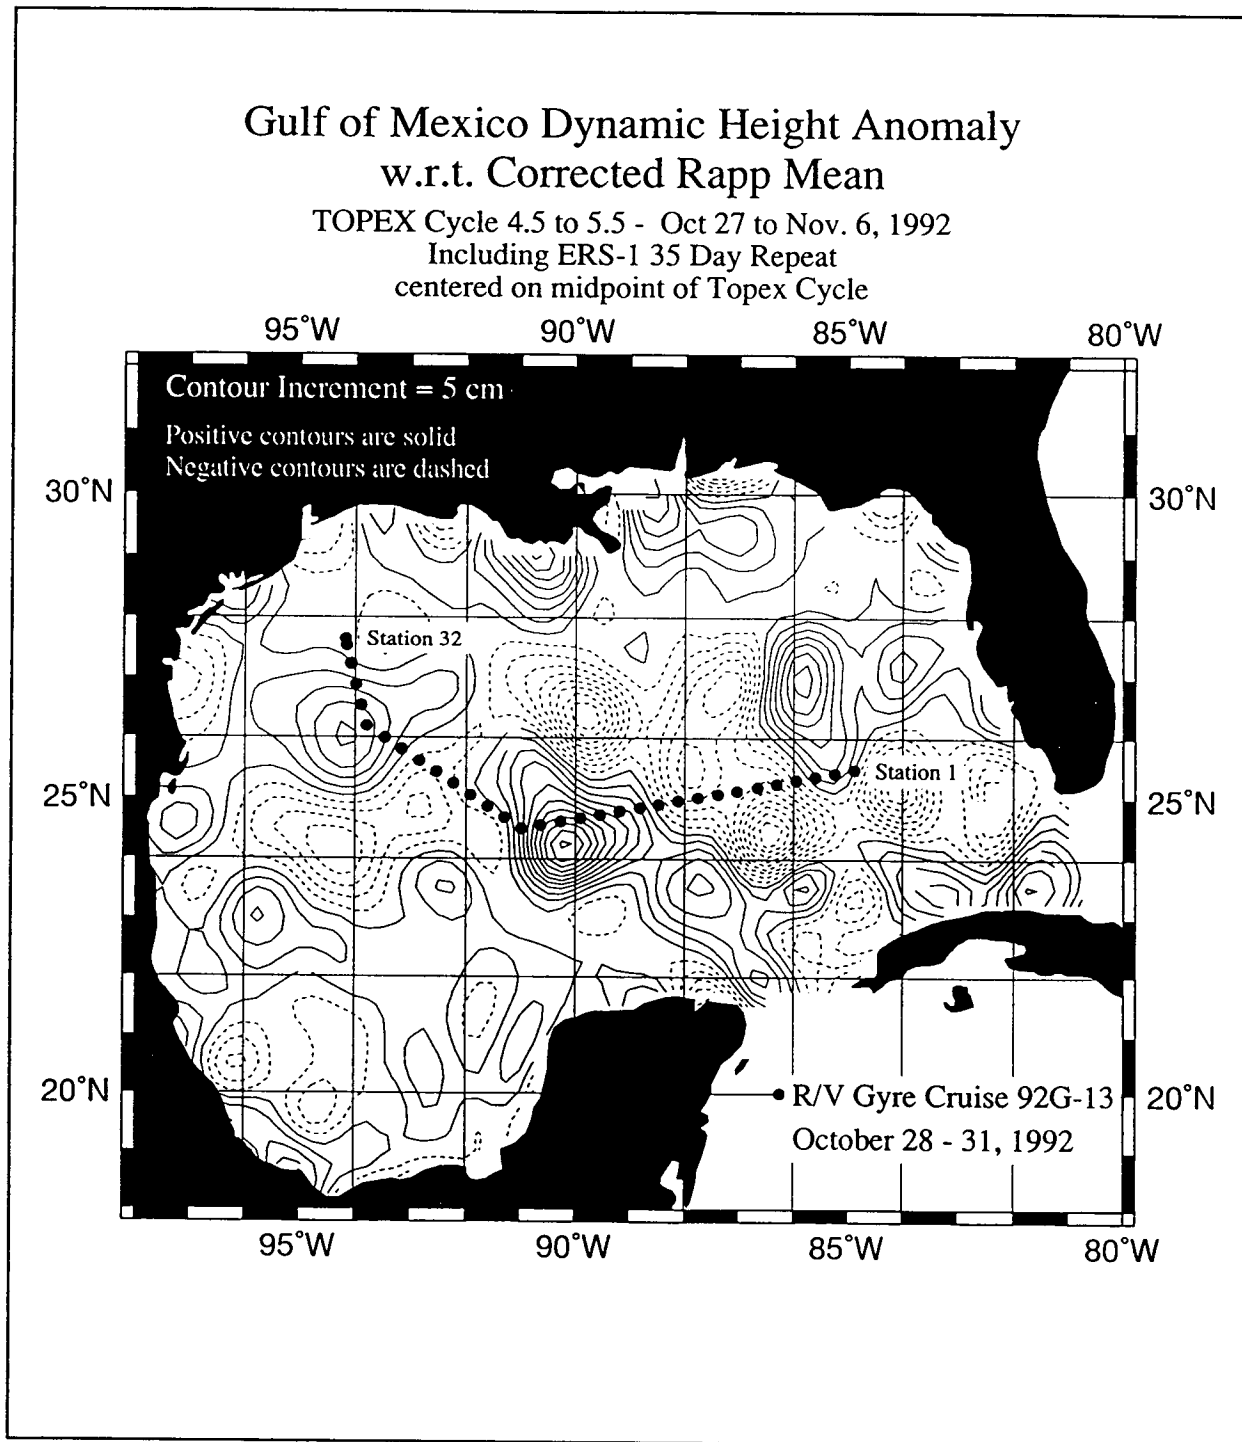 Gulf of Mexico Dynamic Height Anomaly
w.r.t. Corrected Rapp Mean
TOPEX Cycle 4.5 to 5.5 - Oct 27 to Nov. 6, 1992
Including ERS-1 35 Day Repeat
centered on midpoint of Topex Cycle
95°W 90°W 85°W 80°W
Contour Increment = 5 cm
Positive contours are solid
Negative contours are dashed
30°N 30°N
Station 32
Station 1
25°N 25°N
20°N R/V Gyre Cruise 92G-13 20°N
October 28 - 31, 1992
95°W 90°W 85°W 80°W